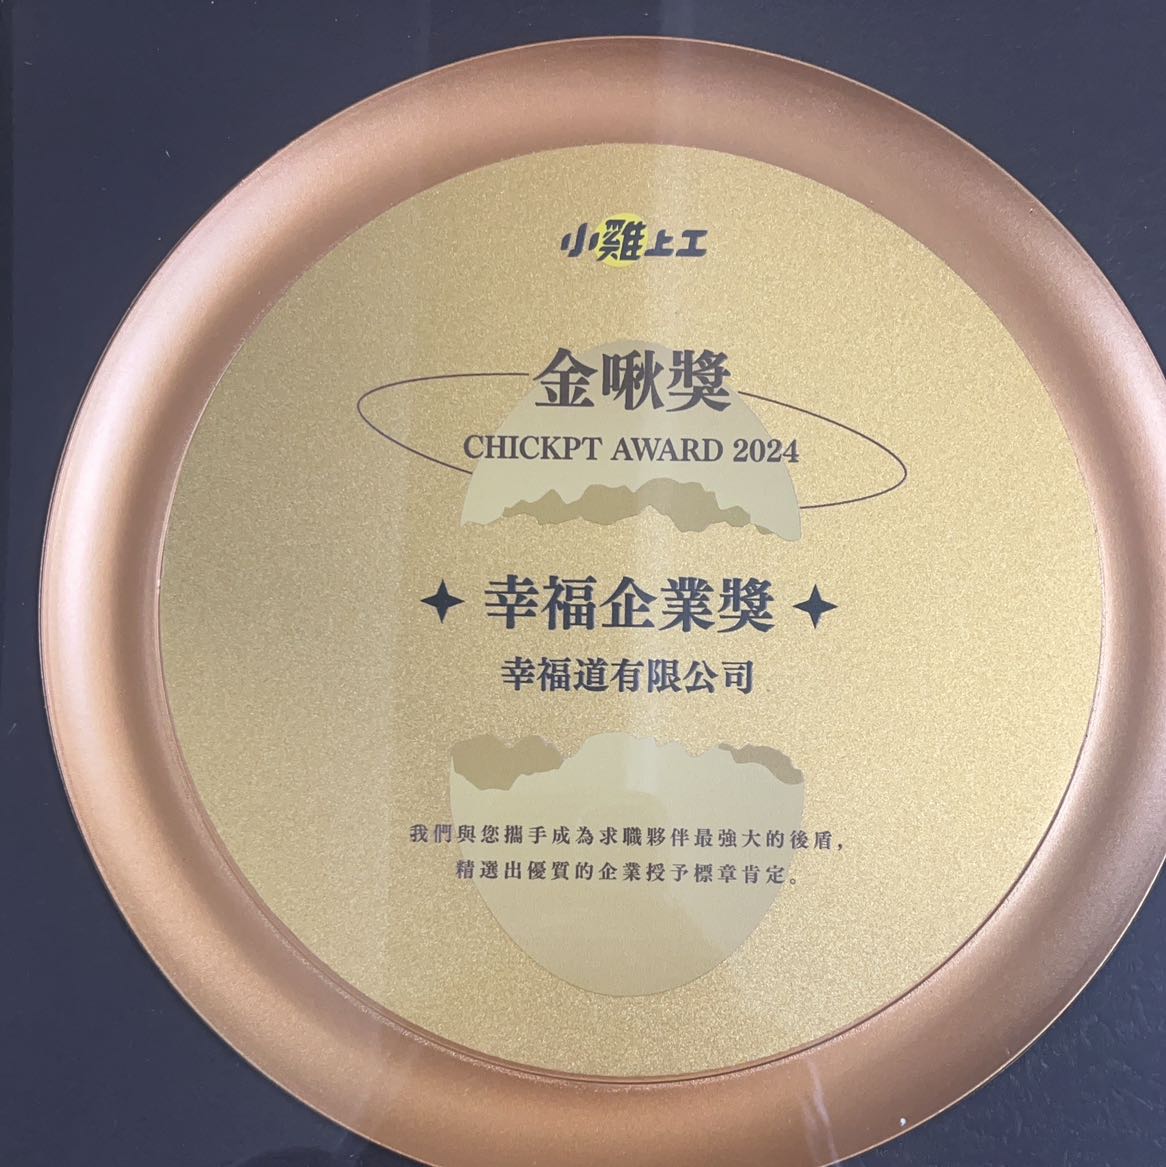 小雞上工
金啾獎
CHICKPT AWARD 2024
幸福企業獎
幸福道有限公司
我們與您攜手成為求職夥伴最強大的後盾，
精選出優質的企業授予標章肯定。